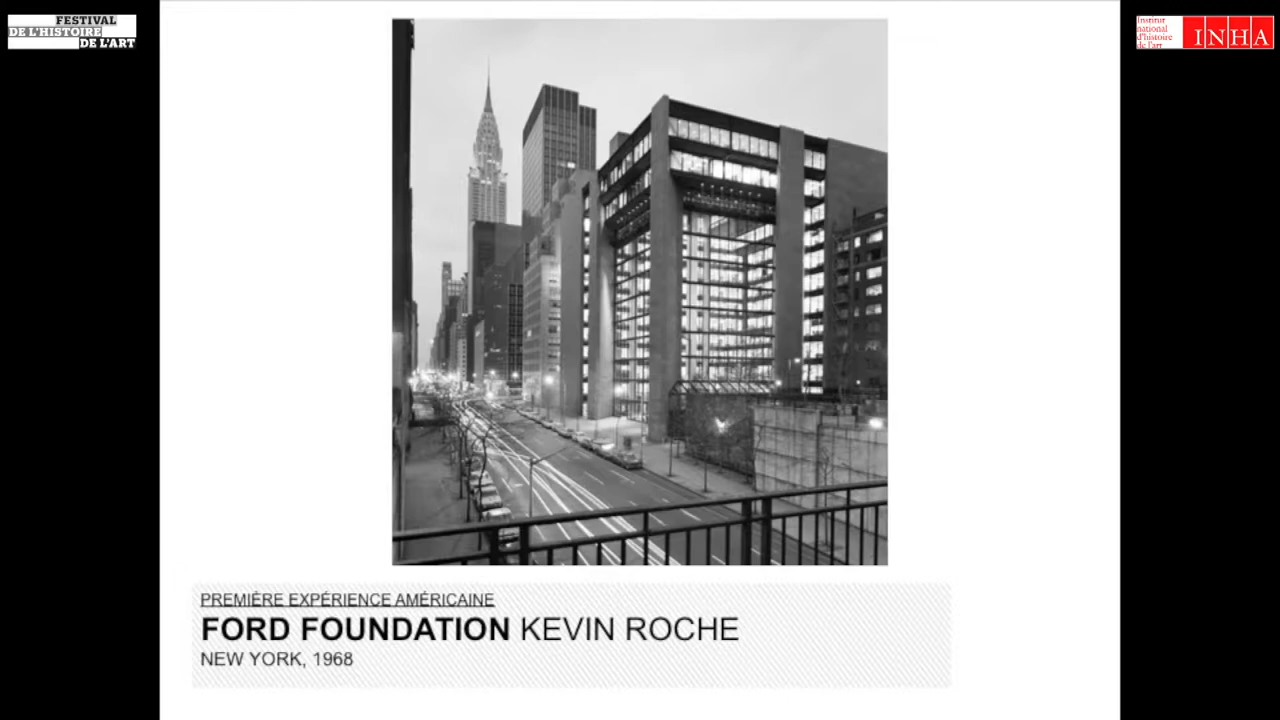 FESTIVAL
DE L'HISTOIRE
DE L'ART
Institut
national
d'histoire
de l'art
INHA
PREMIÈRE EXPÉRIENCE AMÉRICAINE
FORD FOUNDATION KEVIN ROCHE
NEW YORK, 1968